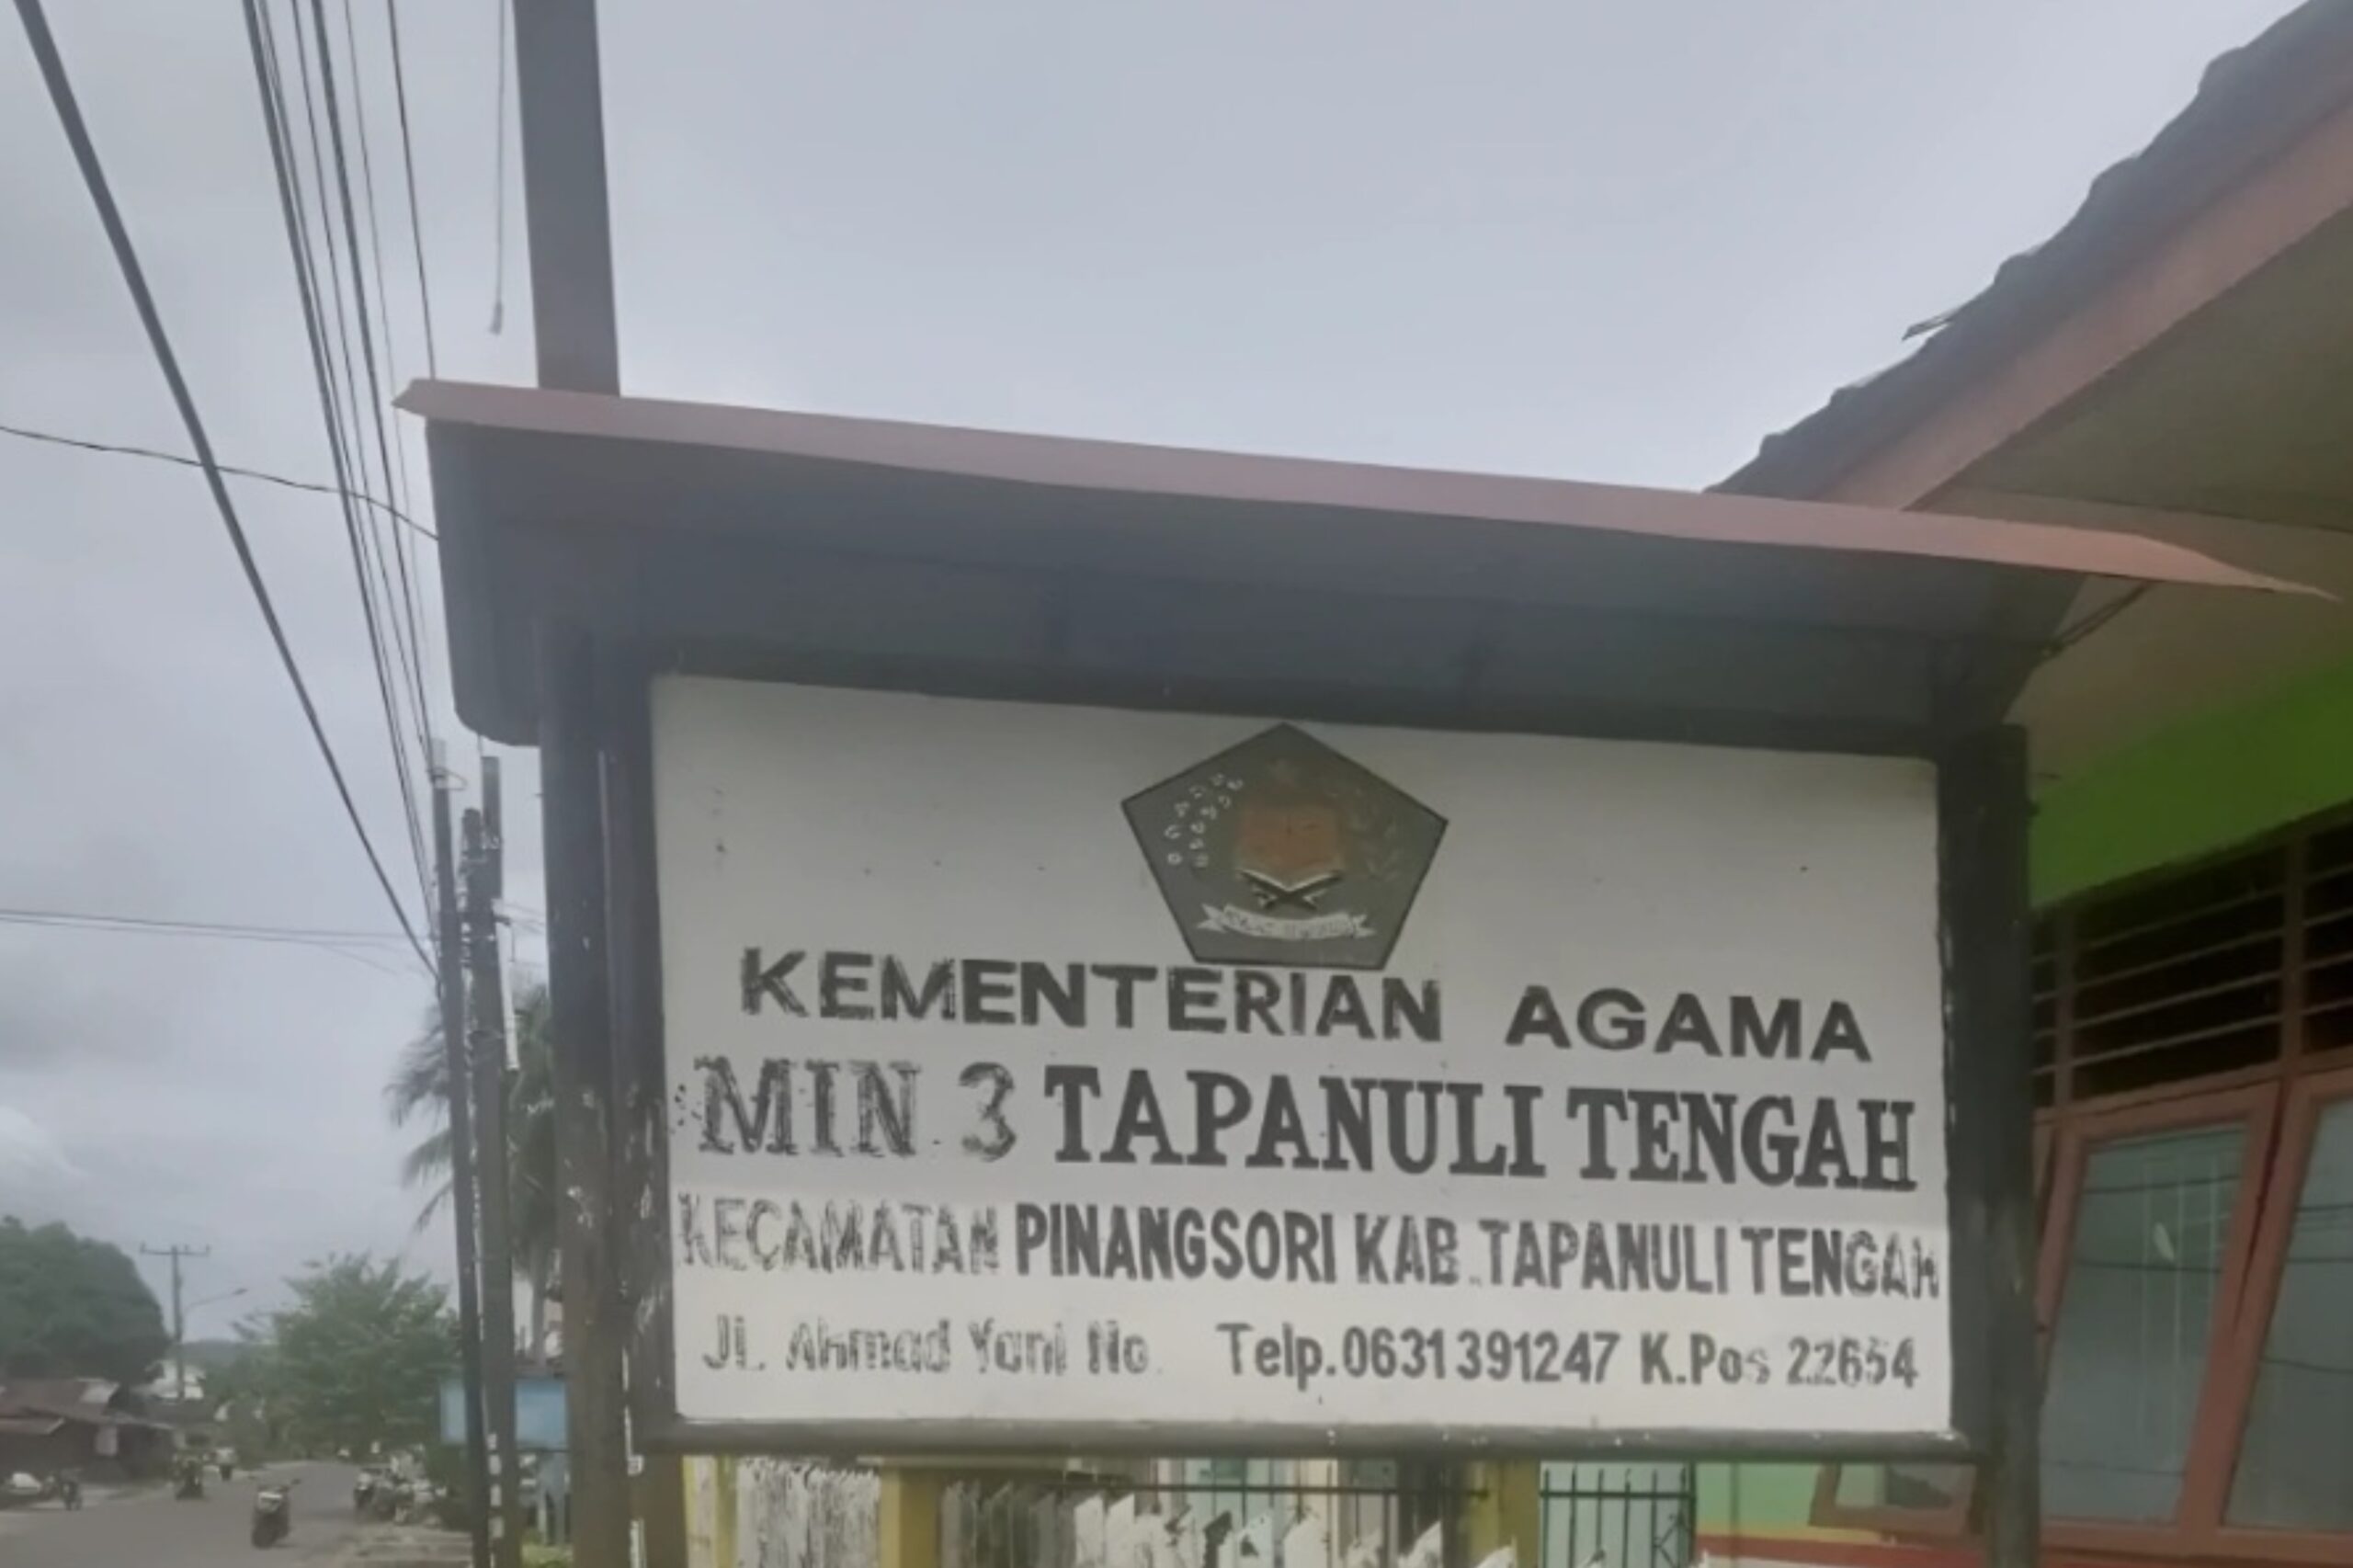 KEMENTERIAN AGAMA
MIN 3 TAPANULI TENGAH
KECAMATAN PINANGSORI KAB.TAPANULI TENGAH
JL. Ahmad Yani No. Telp.0631391247 K.Pos 22654